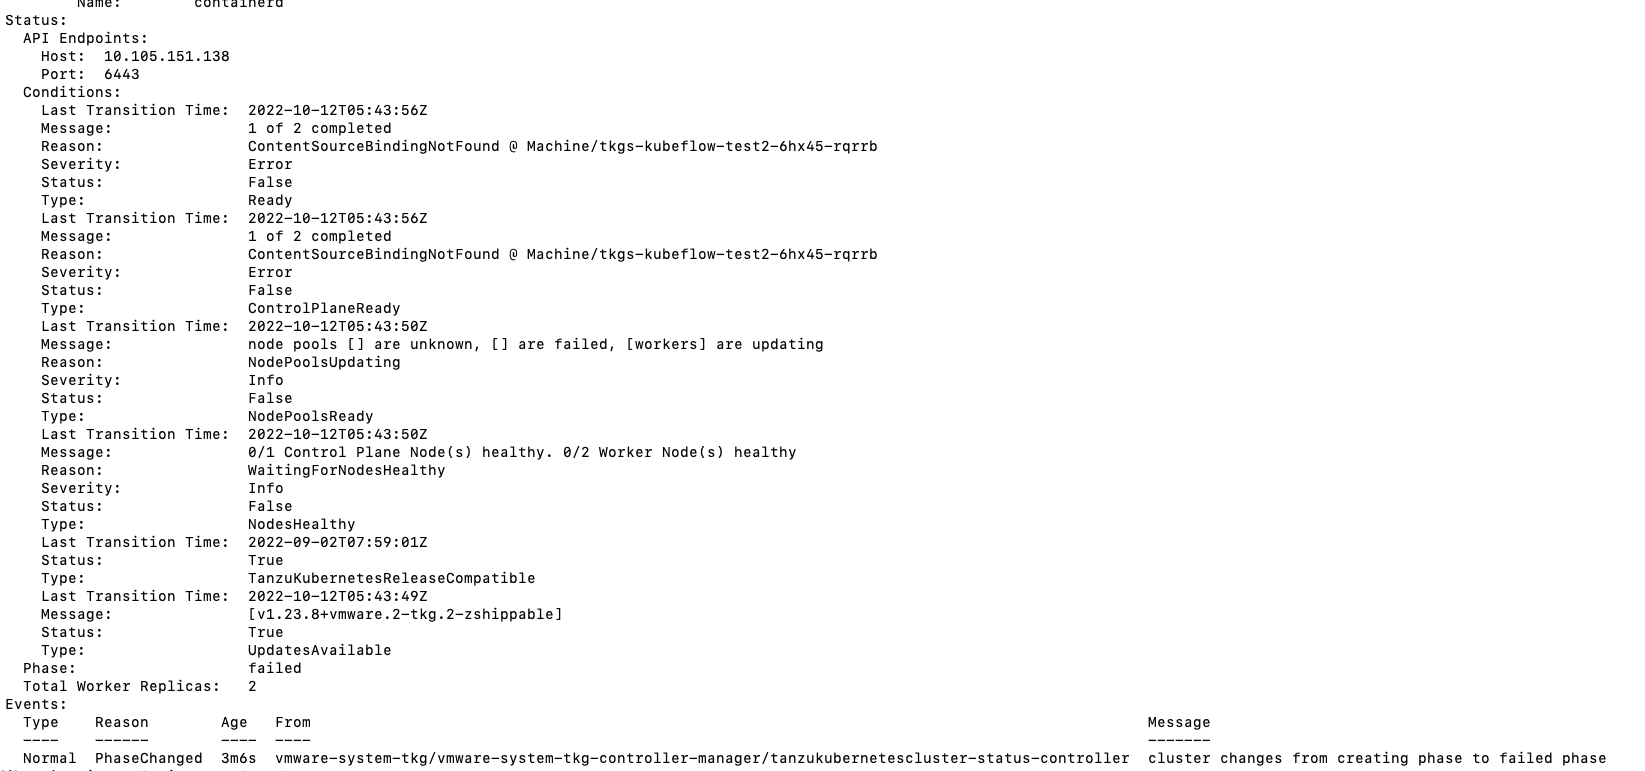 Name: containerd
Status:
API Endpoints:
Host: 10.105.151.138
Port: 6443
Conditions:
Last Transition Time: 2022-10-12T05:43:56Z
Message: 1 of 2 completed
Reason: ContentSourceBindingNotFound @ Machine/tkgs-kubeflow-test2-6hx45-rqrrb
Severity: Error
Status: False
Type: Ready
Last Transition Time: 2022-10-12T05:43:56Z
Message: 1 of 2 completed
Reason: ContentSourceBindingNotFound @ Machine/tkgs-kubeflow-test2-6hx45-rqrrb
Severity: Error
Status: False
Type: ControlPlaneReady
Last Transition Time: 2022-10-12T05:43:50Z
Message: node pools [] are unknown, [] are failed, [workers] are updating
Reason: NodePoolsUpdating
Severity: Info
Status: False
Type: NodePoolsReady
Last Transition Time: 2022-10-12T05:43:50Z
Message: 0/1 Control Plane Node(s) healthy. 0/2 Worker Node(s) healthy
Reason: WaitingForNodesHealthy
Severity: Info
Status: False
Type: NodesHealthy
Last Transition Time: 2022-09-02T07:59:01Z
Status: True
Type: TanzuKubernetesReleaseCompatible
Last Transition Time: 2022-10-12T05:43:49Z
Message: [v1.23.8+vmware.2-tkg.2-zshippable]
Status: True
Type: UpdatesAvailable
Phase: failed
Total Worker Replicas: 2
Events:
Type Reason Age From Message
---- ------ ---- ---- -------
Normal PhaseChanged 3m6s vmware-system-tkg/vmware-system-tkg-controller-manager/tanzukubernetescluster-status-controller cluster changes from creating phase to failed phase